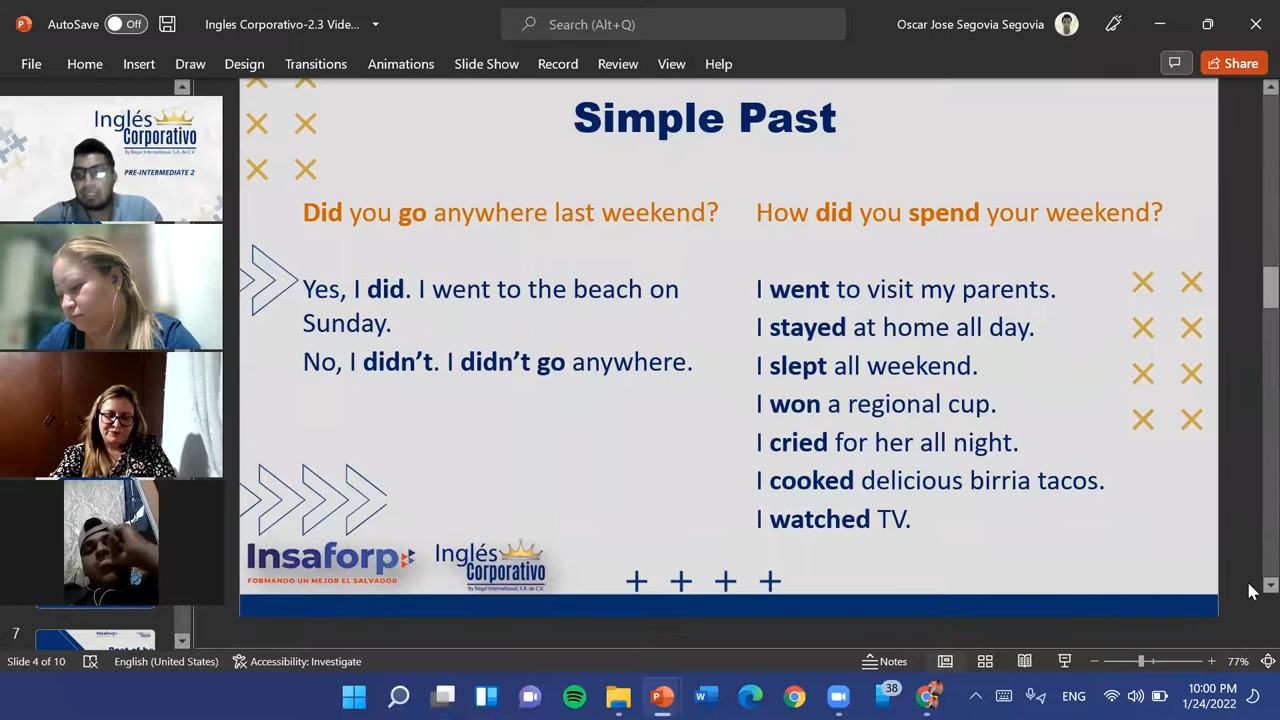 AutoSave Off Ingles Corporativo-2.3 Vide... Search (Alt+Q) Oscar Jose Segovia Segovia
File Home Insert Draw Design Transitions Animations Slide Show Record Review View Help Share
Inglés
Corporativo
By Regal International, S.A. de C.V.
PRE-INTERMEDIATE 2
Simple Past
Did you go anywhere last weekend?
Yes, I did. I went to the beach on
Sunday.
No, I didn't. I didn't go anywhere.
How did you spend your weekend?
I went to visit my parents.
I stayed at home all day.
I slept all weekend.
I won a regional cup.
I cried for her all night.
I cooked delicious birria tacos.
I watched TV.
Insaforp
FORMANDO UN MEJOR EL SALVADOR
Inglés
Corporativo
By Regal International, S.A. de C.V.
7
Slide 4 of 10 English (United States) Accessibility: Investigate Notes 77%
38 ENG 10:00 PM
1/24/2022